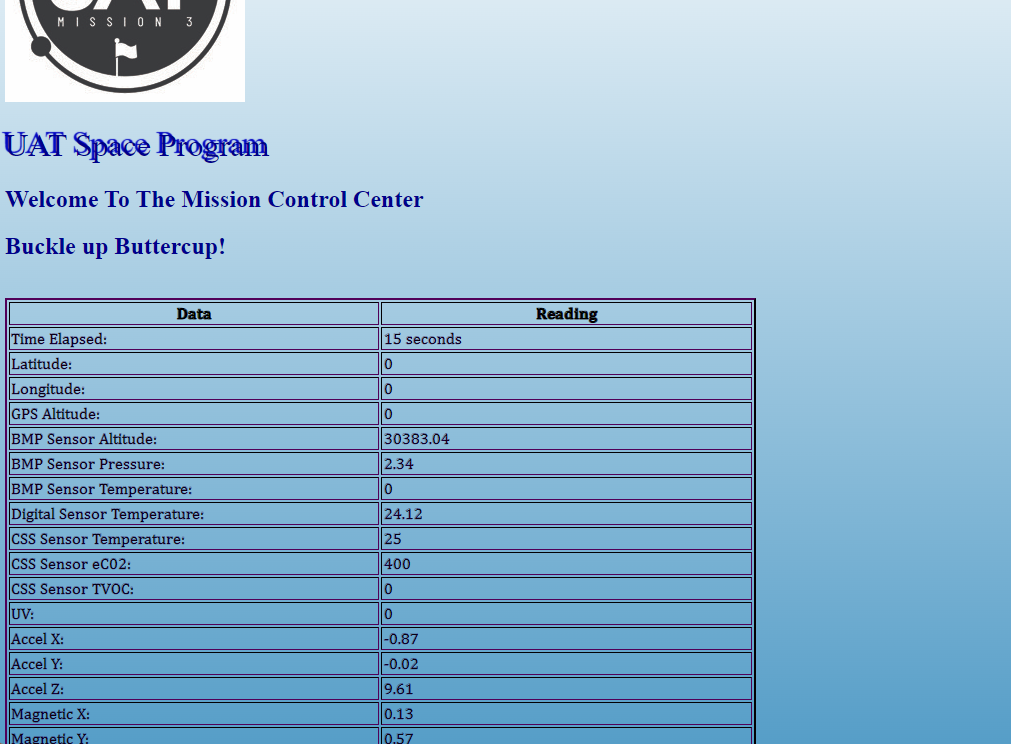 MISSION 3
UAT Space Program
Welcome To The Mission Control Center
Buckle up Buttercup!
Data Reading
Time Elapsed: 15 seconds
Latitude: 0
Longitude: 0
GPS Altitude: 0
BMP Sensor Altitude: 30383.04
BMP Sensor Pressure: 2.34
BMP Sensor Temperature: 0
Digital Sensor Temperature: 24.12
CSS Sensor Temperature: 25
CSS Sensor eC02: 400
CSS Sensor TVOC: 0
UV: 0
Accel X: -0.87
Accel Y: -0.02
Accel Z: 9.61
Magnetic X: 0.13
Magnetic Y: 0.57